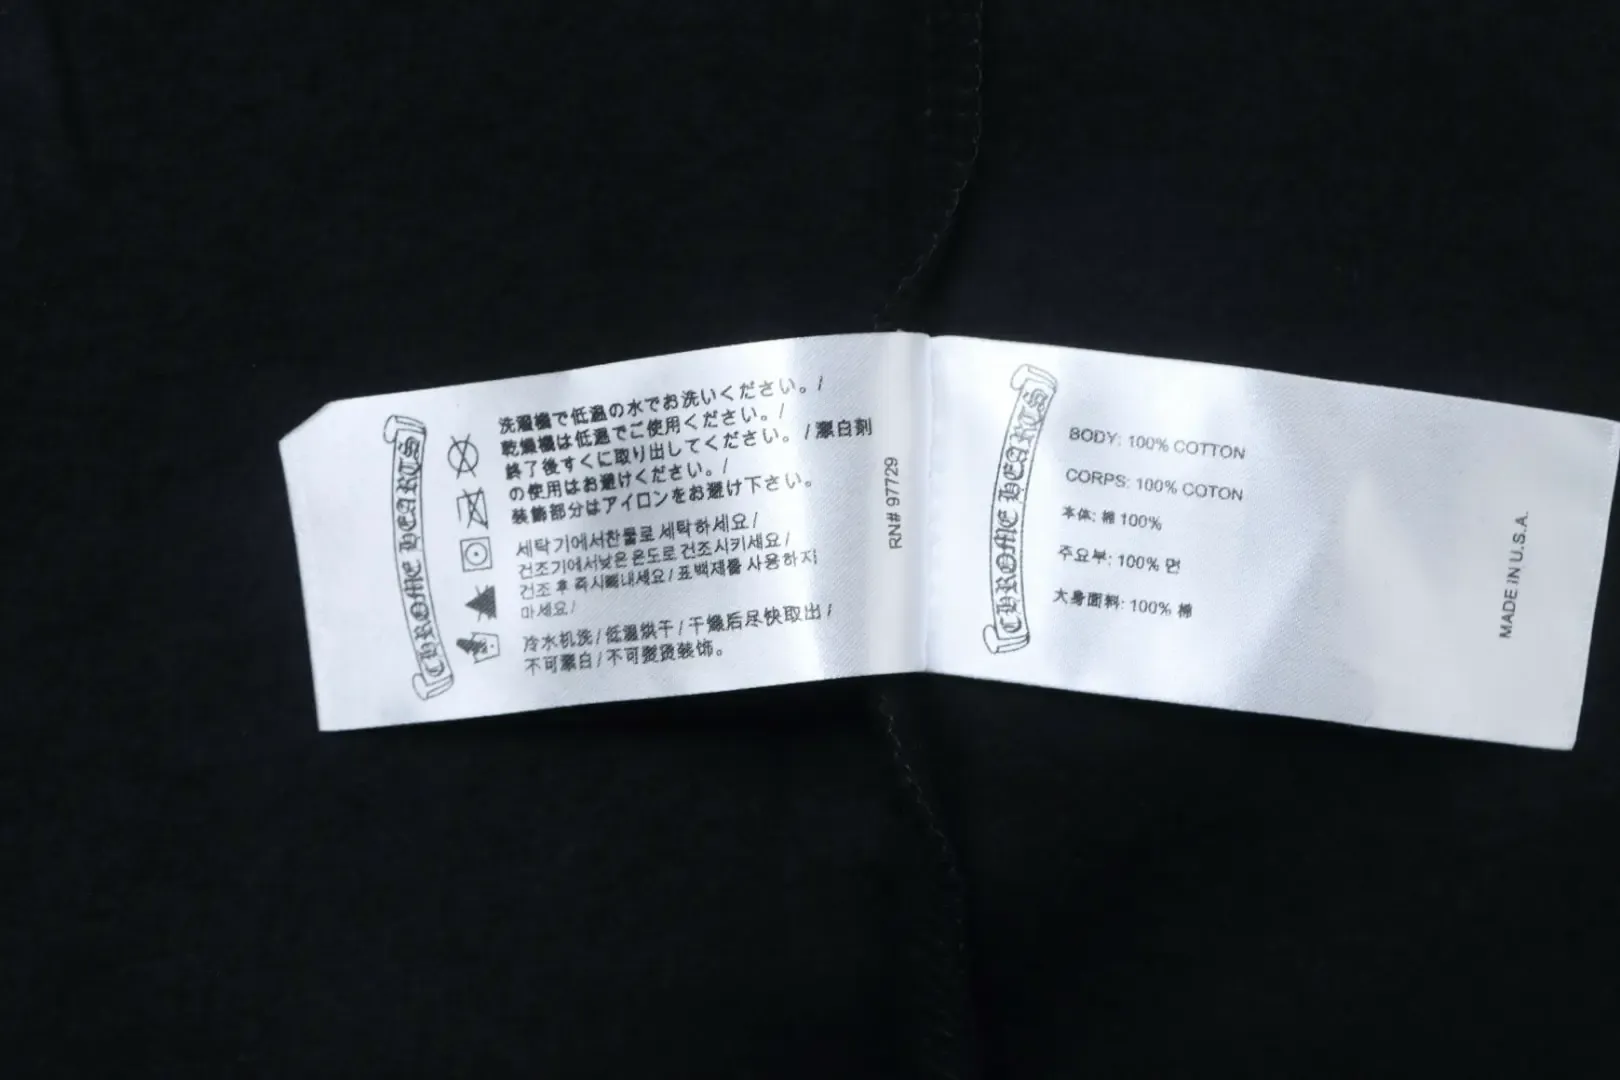 CHROME HEARTS
洗濯機で低温の水でお洗いください。/
乾燥機は低温でご使用ください。/
終了後すぐに取り出してください。/漂白剤
の使用はお避けください。/
装飾部分はアイロンをお避け下さい。
세탁기에서찬물로 세탁하세요/
건조기에서낮은 온도로 건조시키세요/
건조 후 즉시빼내세요/표백제를 사용하지
마세요/
冷水机洗/低温烘干/干燥后尽快取出/
不可漂白/不可熨烫装饰。
RN# 97729
CHROME HEARTS
BODY: 100% COTTON
CORPS: 100% COTON
本体: 綿 100%
주요부: 100% 면
大身面料: 100% 棉
MADE IN U.S.A.